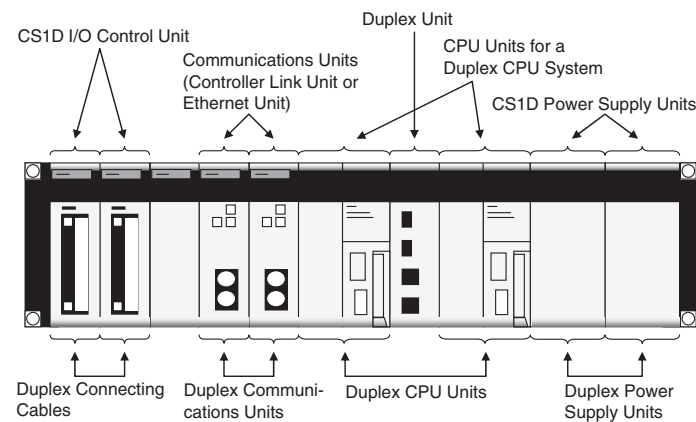 Duplex Unit
CS1D I/O Control Unit
Communications Units
(Controller Link Unit or
Ethernet Unit)
CPU Units for a
Duplex CPU System
CS1D Power Supply Units
Duplex Connecting
Cables
Duplex Communi-
cations Units
Duplex CPU Units
Duplex Power
Supply Units